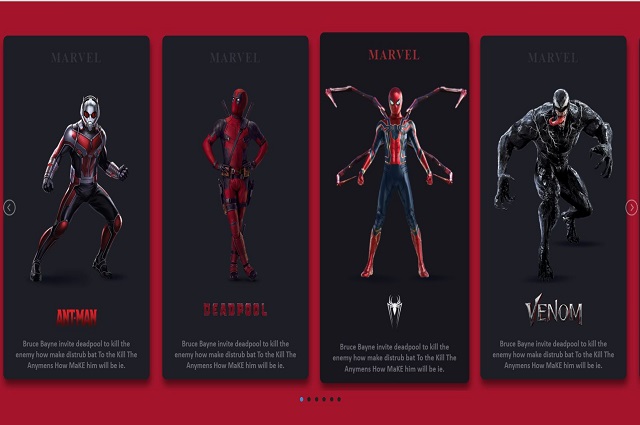 MARVEL
ANT-MAN
Bruce Bayne invite deadpool to kill the
enemy how make distrub bat To the Kill The
Anymens How MaKE him will be ie.
MARVEL
DEADPOOL
Bruce Bayne invite deadpool to kill the
enemy how make distrub bat To the Kill The
Anymens How MaKE him will be ie.
MARVEL
Bruce Bayne invite deadpool to kill the
enemy how make distrub bat To the Kill The
Anymens How MaKE him will be ie.
MARVEL
VENOM
Bruce Bayne invite deadpool to kill the
enemy how make distrub bat To the Kill The
Anymens How MaKE him will be ie.